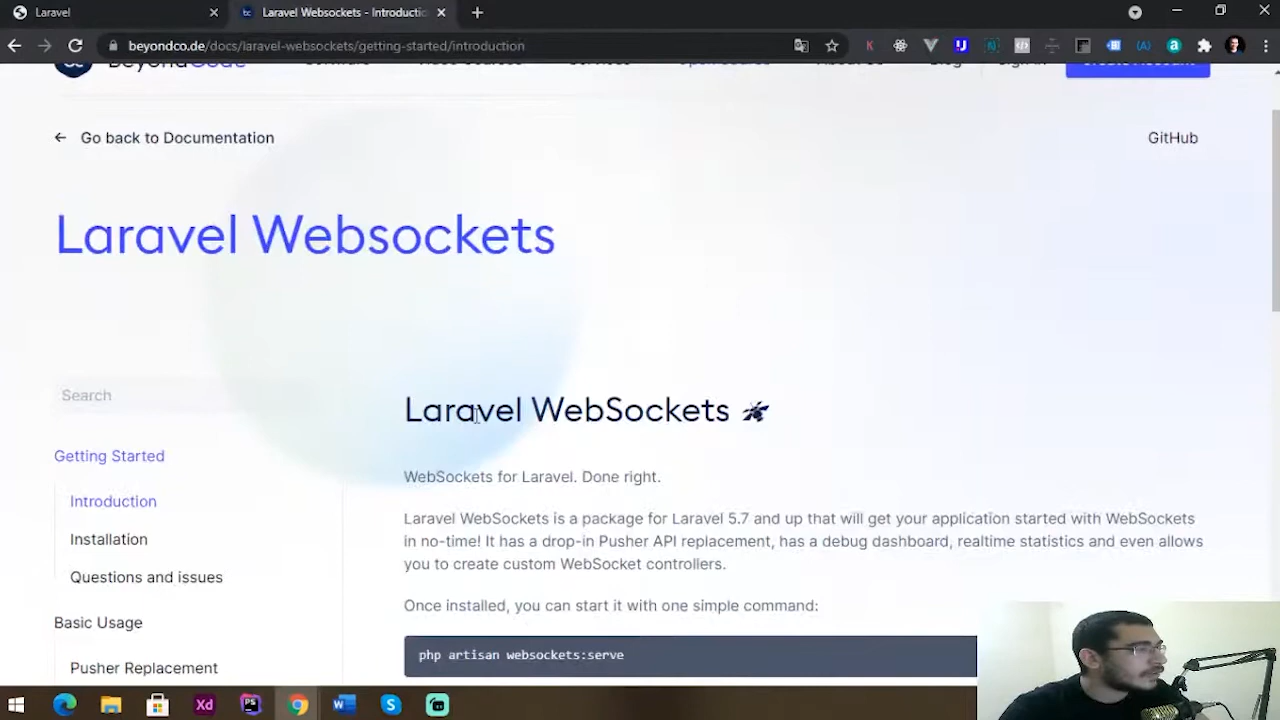 Laravel
Laravel Websockets - Introductio
beyondco.de/docs/laravel-websockets/getting-started/introduction
Go back to Documentation
GitHub
Laravel Websockets
Search
Getting Started
Introduction
Installation
Questions and issues
Basic Usage
Pusher Replacement
Laravel WebSockets
WebSockets for Laravel. Done right.
Laravel WebSockets is a package for Laravel 5.7 and up that will get your application started with WebSockets
in no-time! It has a drop-in Pusher API replacement, has a debug dashboard, realtime statistics and even allows
you to create custom WebSocket controllers.
Once installed, you can start it with one simple command:
php artisan websockets:serve